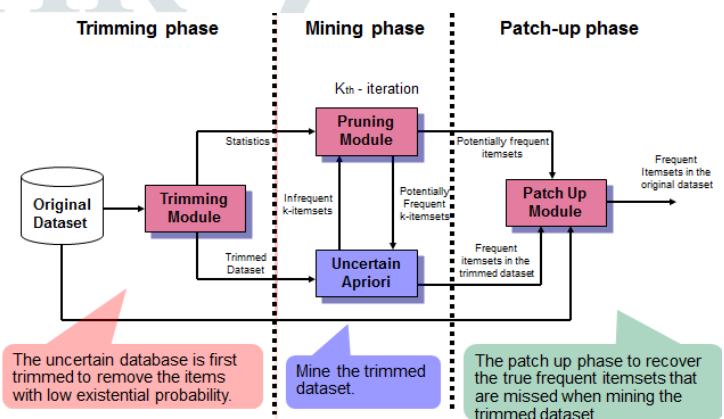 Trimming phase
Mining phase
Patch-up phase
Kth - iteration
Statistics
Pruning
Module
Potentially frequent
itemsets
Frequent
Itemsets in the
original dataset
Original
Dataset
Trimming
Module
Infrequent
k-itemsets
Potentially
Frequent
k-itemsets
Patch Up
Module
Trimmed
Dataset
Uncertain
Apriori
Frequent
itemsets in the
trimmed dataset
The uncertain database is first
trimmed to remove the items
with low existential probability.
Mine the trimmed
dataset.
The patch up phase to recover
the true frequent itemsets that
are missed when mining the
trimmed dataset